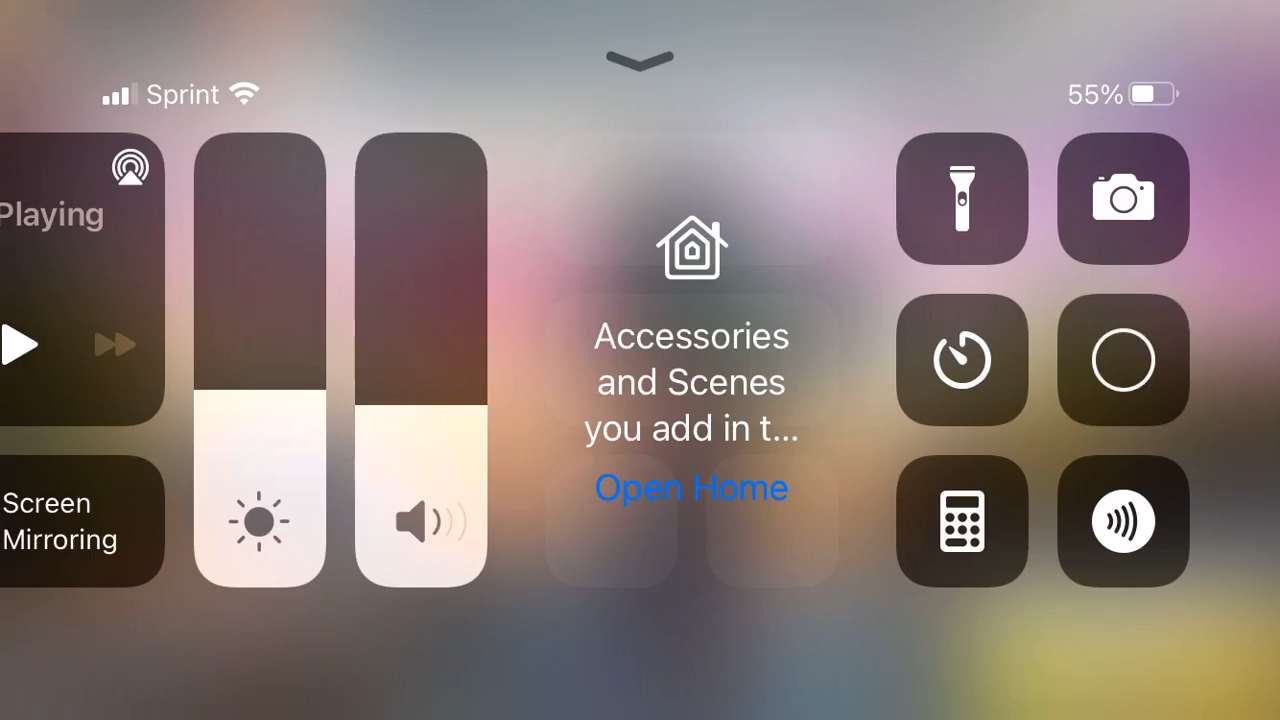 Sprint
55%
Playing
Accessories
and Scenes
you add in t...
Open Home
Screen
Mirroring